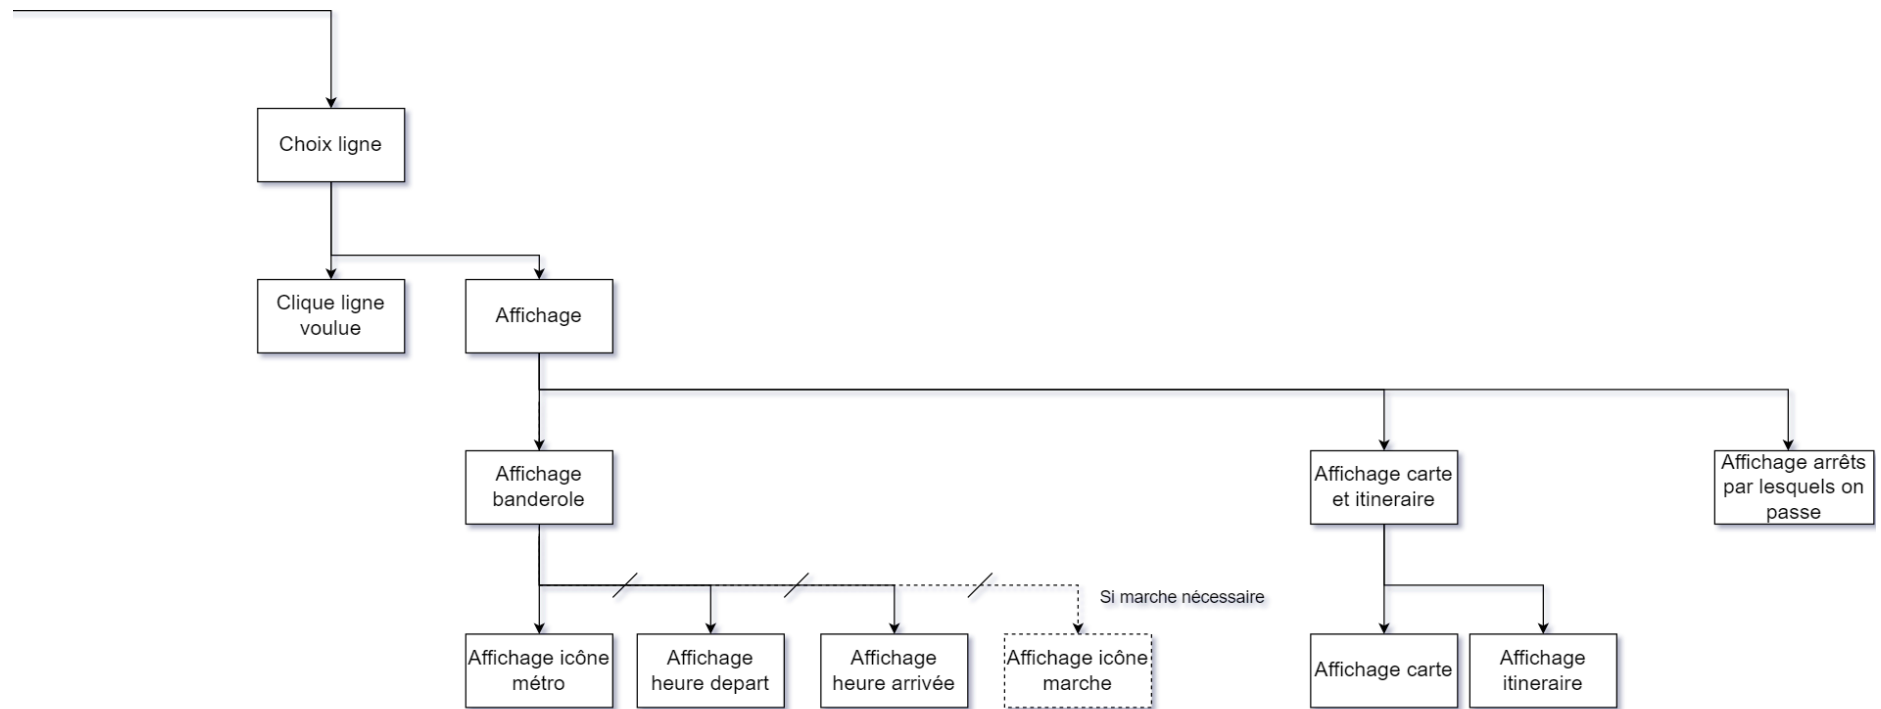 Choix ligne
Clique ligne
voulue
Affichage
Affichage
banderole
Affichage carte
et itineraire
Affichage arrêts
par lesquels on
passe
Si marche nécessaire
Affichage icône
métro
Affichage
heure depart
Affichage
heure arrivée
Affichage icône
marche
Affichage carte
Affichage
itineraire